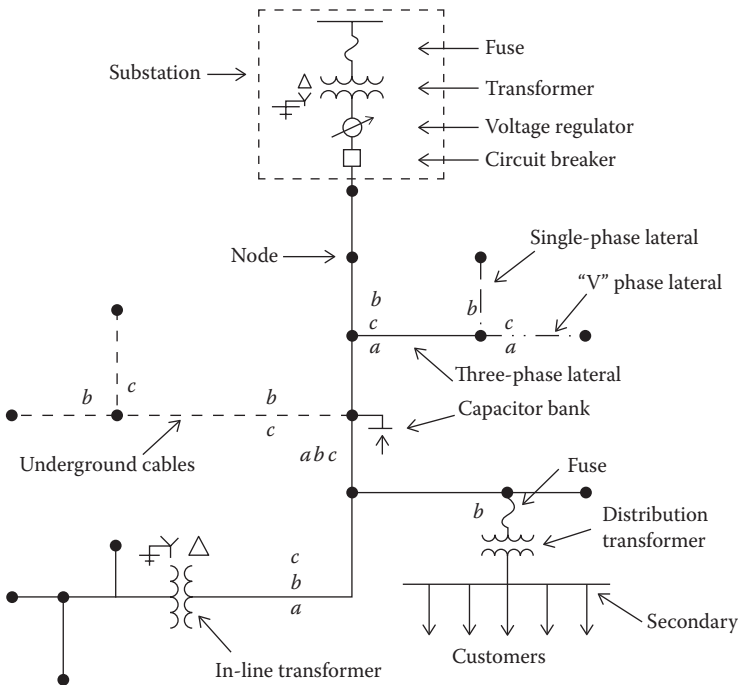 Fuse
Substation
Transformer
Voltage regulator
Circuit breaker
Node
Single-phase lateral
b
b
"V" phase lateral
c
c
a
a
Three-phase lateral
b
c
b
Capacitor bank
c
a b c
Underground cables
Fuse
b
Distribution
transformer
c
b
a
Secondary
In-line transformer
Customers